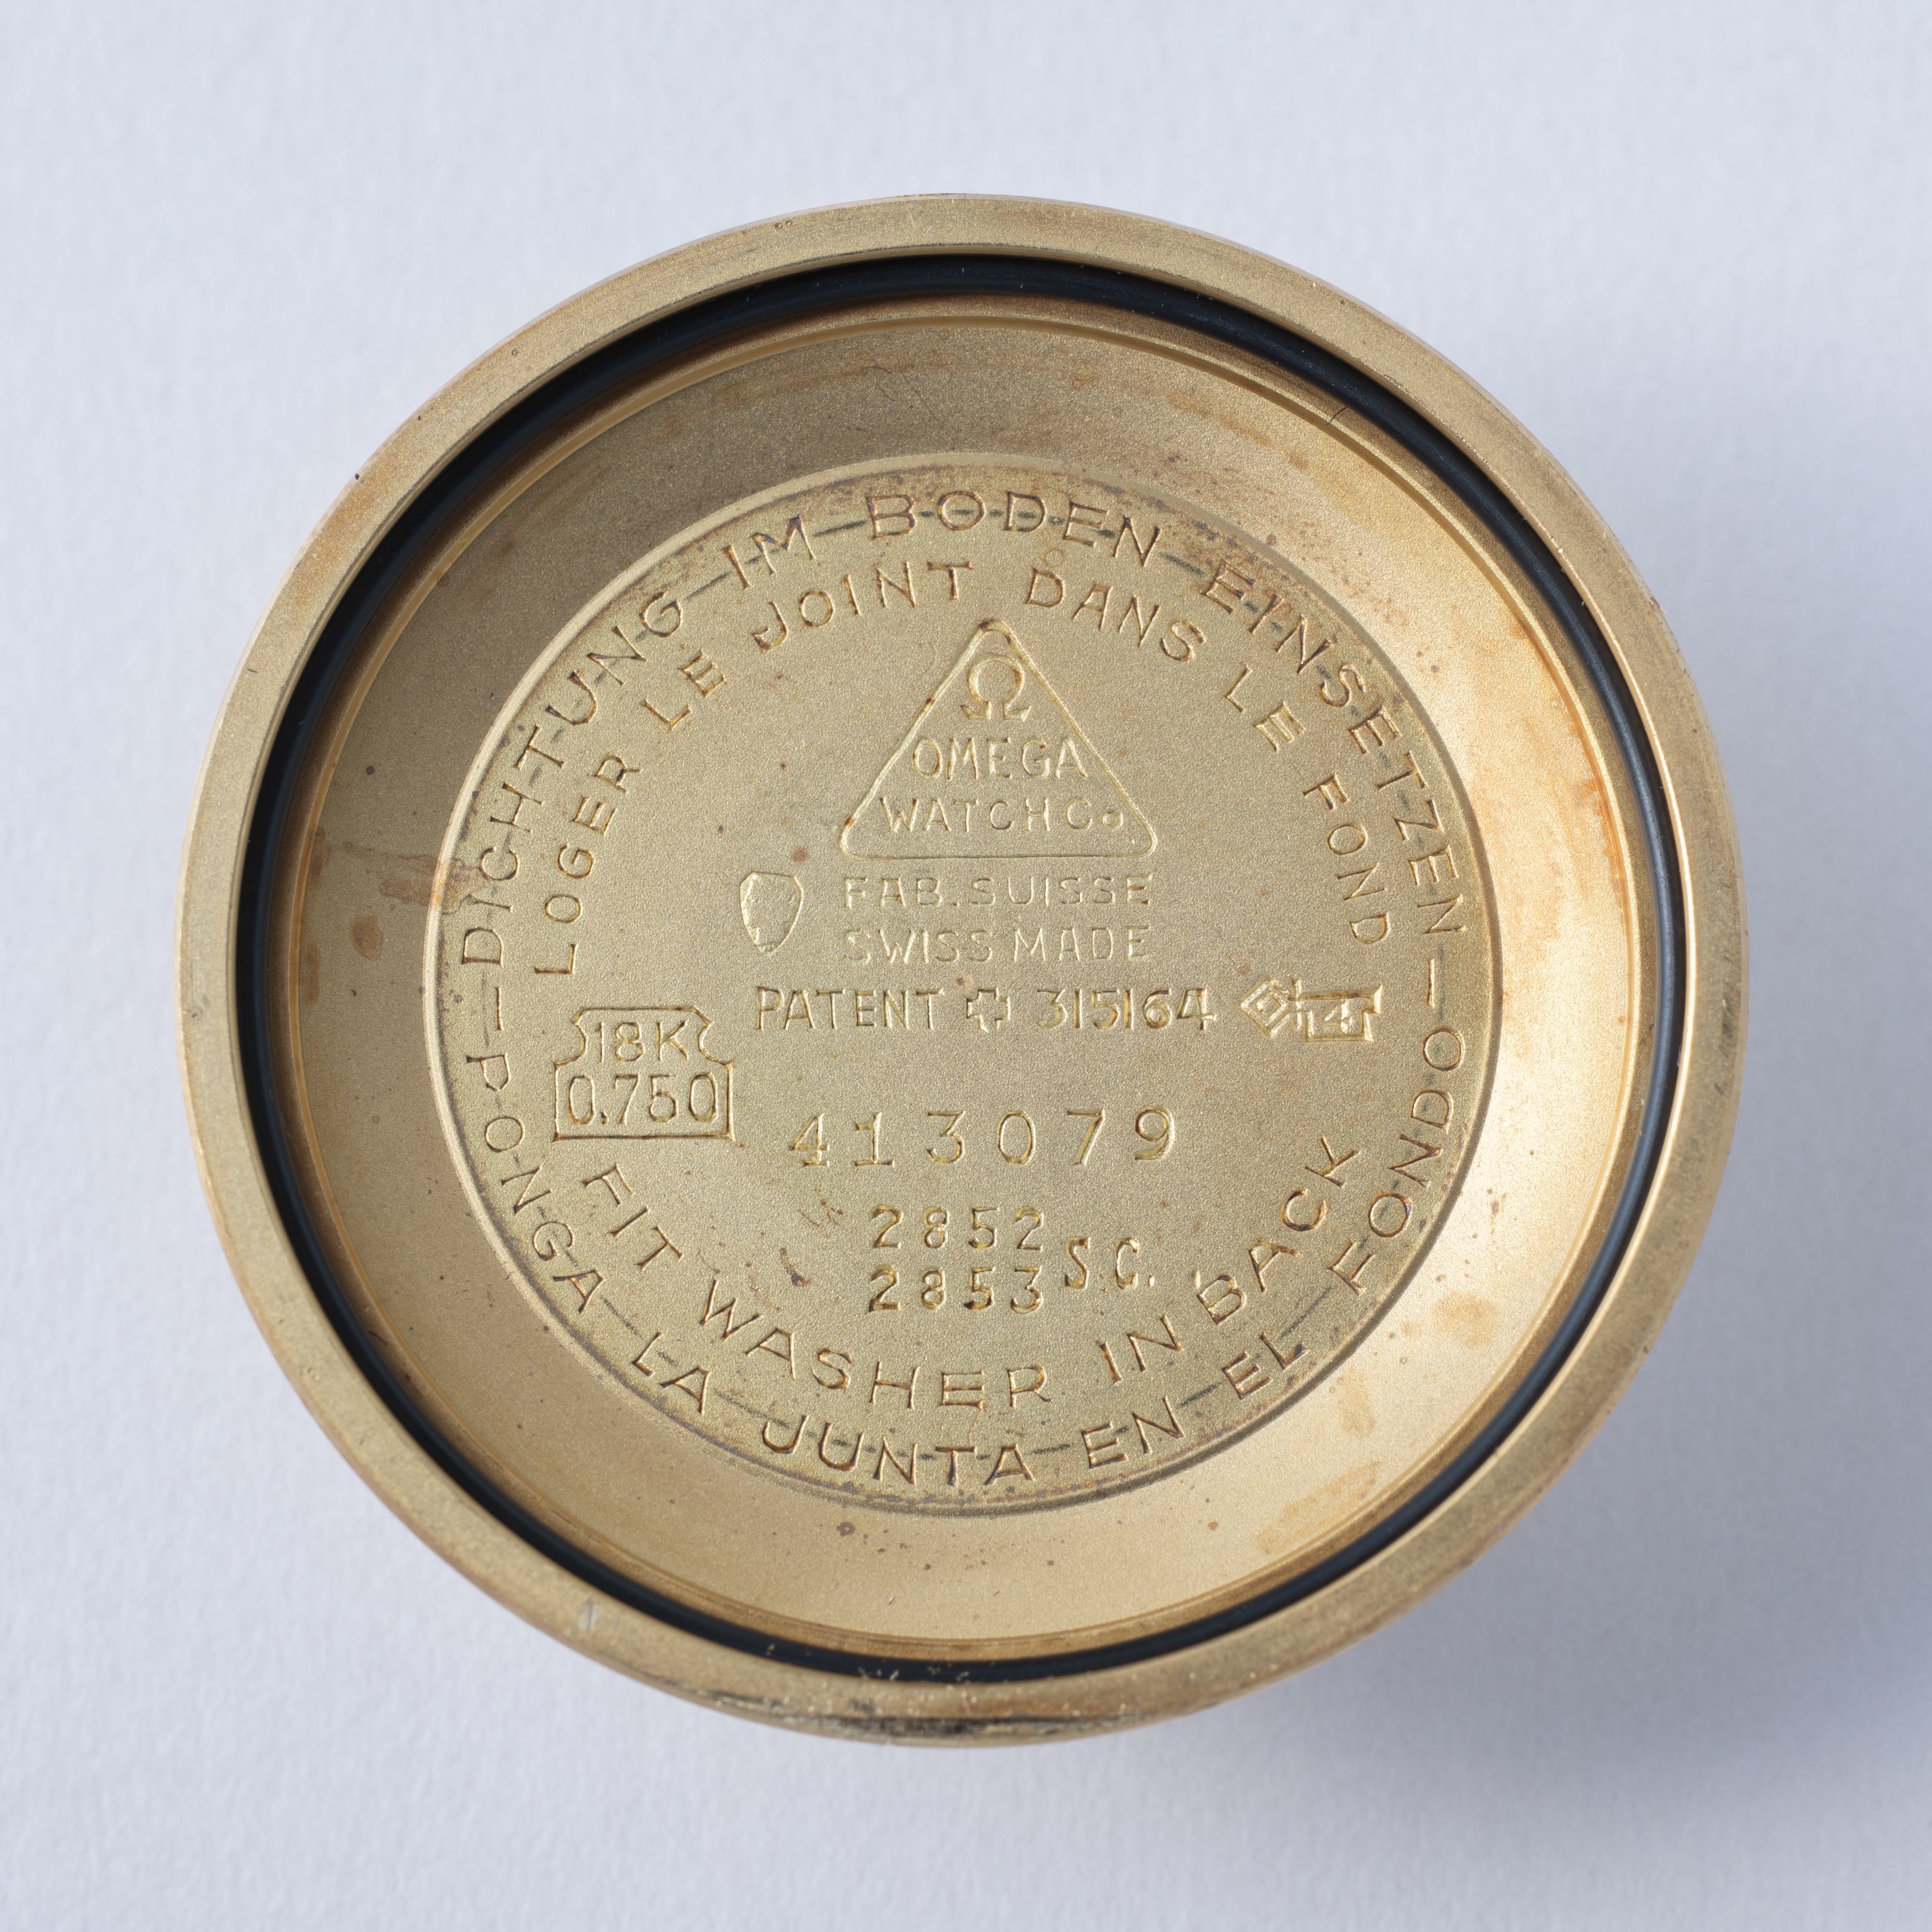 — DICHTUNG IM BODEN EINSETZEN —
LOGER LE JOINT DANS LE FOND
Ω
OMEGA
WATCH Co
FAB. SUISSE
SWISS MADE
PATENT ✚ 315164
4
18K
0.750
413079
2852
2853 S C.
FIT WASHER IN BACK
PONGA LA JUNTA EN EL FONDO